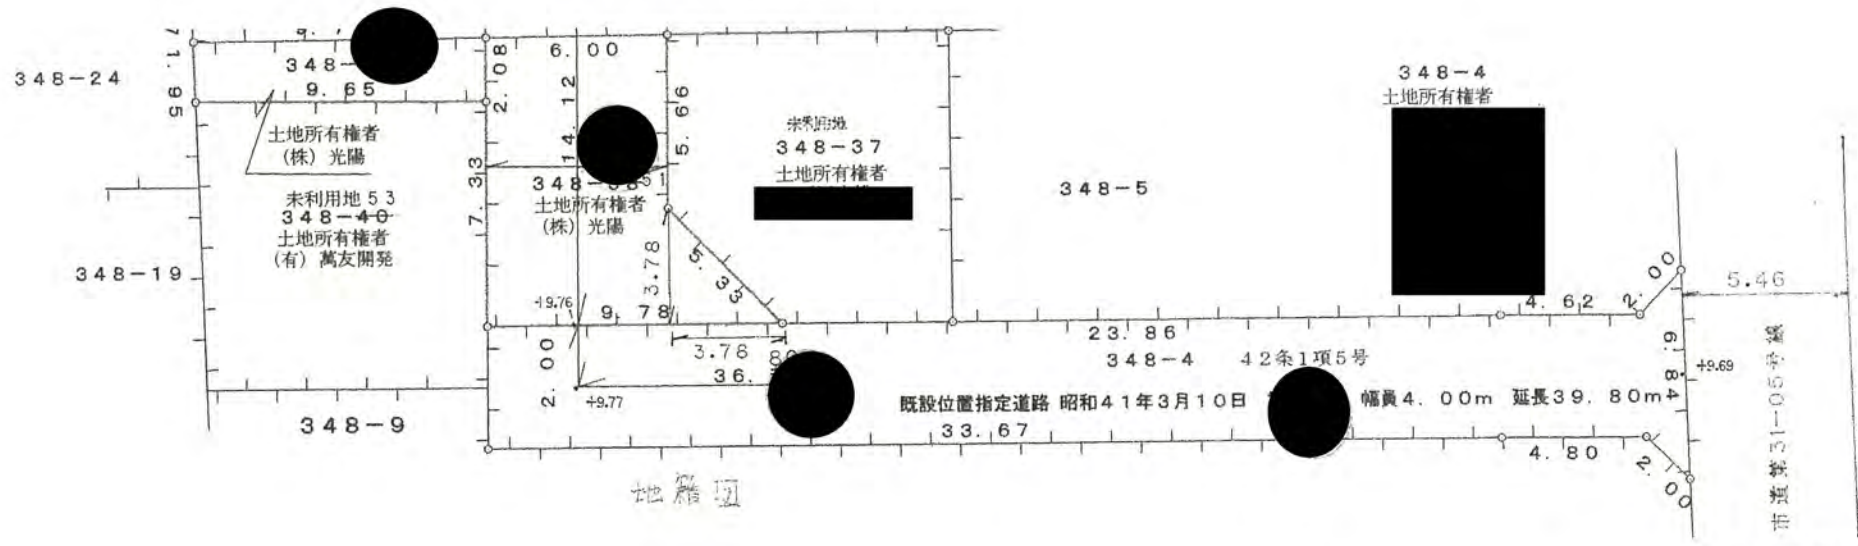 348-24
71.95
348-
9.65
土地所有権者
(株) 光陽
未利用地 53
348-40
土地所有権者
(有) 萬友開発
348-19
348-9
2.08
7.33
6.00
14.12
5.66
土地所有権者
(株) 光陽
3.78
5.33
+9.76
9.78
3.78
2.00
36.
80
+9.77
未利用地
348-37
土地所有権者
348-5
348-4
土地所有権者
4.62
2.00
5.46
23.86
348-4 42条1項5号
6.84
+9.69
既設位置指定道路 昭和41年3月10日
幅員4.00m 延長39.80m
33.67
4.80
2.00
市道第31-05号線
地籍図